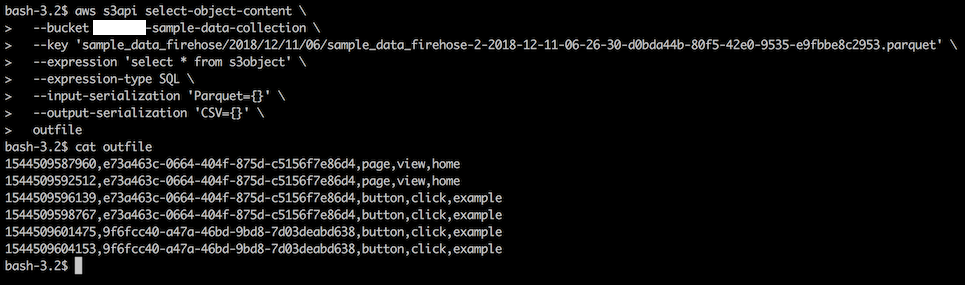 bash-3.2$ aws s3api select-object-content \
>   --bucket -sample-data-collection \
>   --key 'sample_data_firehose/2018/12/11/06/sample_data_firehose-2-2018-12-11-06-26-30-d0bda44b-80f5-42e0-9535-e9fbbe8c2953.parquet' \
>   --expression 'select * from s3object' \
>   --expression-type SQL \
>   --input-serialization 'Parquet={}' \
>   --output-serialization 'CSV={}' \
>   outfile
bash-3.2$ cat outfile
1544509587960,e73a463c-0664-404f-875d-c5156f7e86d4,page,view,home
1544509592512,e73a463c-0664-404f-875d-c5156f7e86d4,page,view,home
1544509596139,e73a463c-0664-404f-875d-c5156f7e86d4,button,click,example
1544509598767,e73a463c-0664-404f-875d-c5156f7e86d4,button,click,example
1544509601475,9f6fcc40-a47a-46bd-9bd8-7d03deabd638,button,click,example
1544509604153,9f6fcc40-a47a-46bd-9bd8-7d03deabd638,button,click,example
bash-3.2$